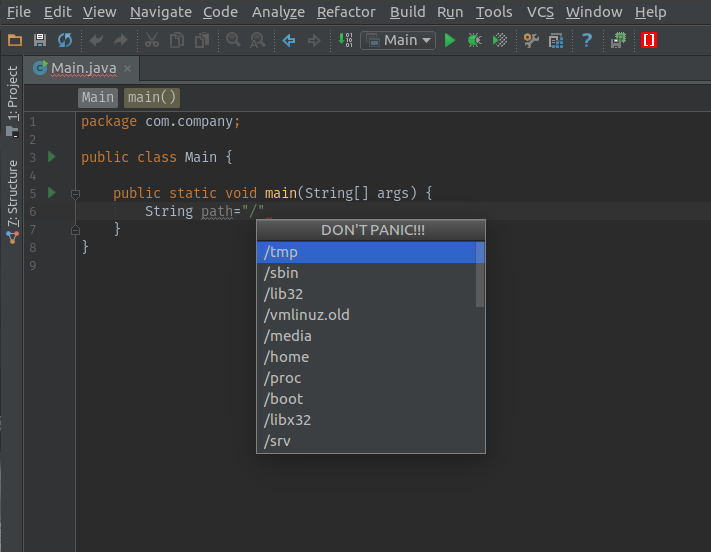 File Edit View Navigate Code Analyze Refactor Build Run Tools VCS Window Help
Main
1: Project
7: Structure
Main.java
Main main()
1 package com.company;
2
3 public class Main {
4
5 public static void main(String[] args) {
6 String path="/"
7 }
8 }
9
DON'T PANIC!!!
/tmp
/sbin
/lib32
/vmlinuz.old
/media
/home
/proc
/boot
/libx32
/srv